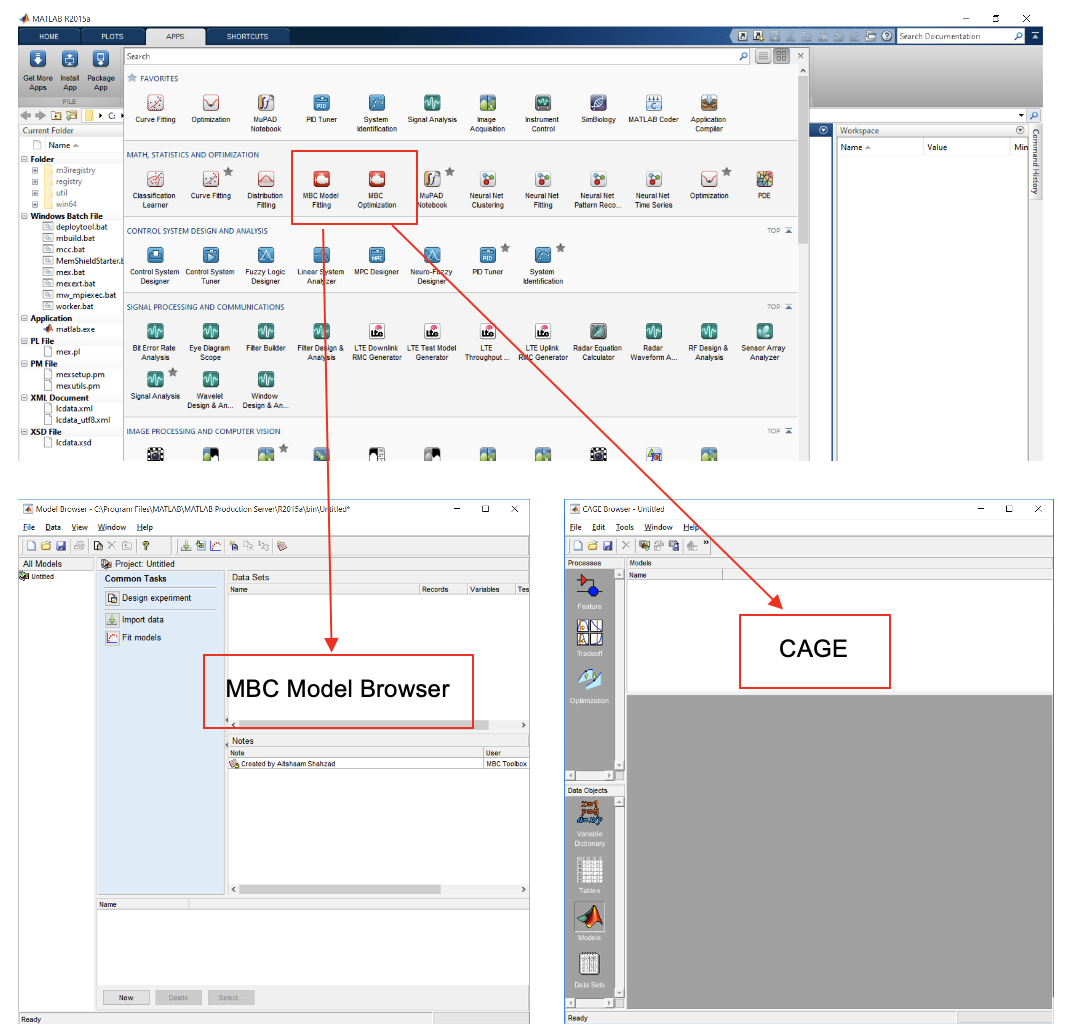 MATLAB R2015a
HOME PLOTS APPS SHORTCUTS
Search Documentation
Get More Apps
Install App
Package App
FILE
C:
Current Folder
Name
Folder
m3iregistry
registry
util
win64
Windows Batch File
deploytool.bat
mbuild.bat
mcc.bat
MemShieldStarter.b
mex.bat
mexext.bat
mw_mpiexec.bat
worker.bat
Application
matlab.exe
PL File
mex.pl
PM File
mexsetup.pm
mexutils.pm
XML Document
lcdata.xml
lcdata_utf8.xml
XSD File
lcdata.xsd
Search
FAVORITES
Curve Fitting
Optimization
MuPAD Notebook
PID Tuner
System Identification
Signal Analysis
Image Acquisition
Instrument Control
SimBiology
MATLAB Coder
Application Compiler
MATH, STATISTICS AND OPTIMIZATION
Classification Learner
Curve Fitting
Distribution Fitting
MBC Model Fitting
MBC Optimization
MuPAD Notebook
Neural Net Clustering
Neural Net Fitting
Neural Net Pattern Reco...
Neural Net Time Series
Optimization
PDE
CONTROL SYSTEM DESIGN AND ANALYSIS
TOP
Control System Designer
Control System Tuner
Fuzzy Logic Designer
Linear System Analyzer
MPC Designer
Neuro-Fuzzy Designer
PID Tuner
System Identification
SIGNAL PROCESSING AND COMMUNICATIONS
TOP
Bit Error Rate Analysis
Eye Diagram Scope
Filter Builder
Filter Design & Analysis
LTE Downlink RMC Generator
LTE Test Model Generator
LTE Throughput ...
LTE Uplink RMC Generator
Radar Equation Calculator
Radar Waveform A...
RF Design & Analysis
Sensor Array Analyzer
Signal Analysis
Wavelet Design & An...
Window Design & An...
IMAGE PROCESSING AND COMPUTER VISION
TOP
Workspace
Name Value Min
Command History
Model Browser - C:\Program Files\MATLAB\MATLAB Production Server\R2015a\bin\Untitled*
File Data View Window Help
All Models
Untitled
Project: Untitled
Common Tasks
Design experiment
Import data
Fit models
Data Sets
Name Records Variables Tes
MBC Model Browser
Notes
Note User
Created by Aitshaam Shahzad MBC Toolbox
Name
New Delete Select...
Ready
CAGE Browser - Untitled
File Edit Tools Window Help
Processes
Feature
Tradeoff
Optimization
Data Objects
Variable Dictionary
Tables
Models
Data Sets
Models
Name
CAGE
Ready